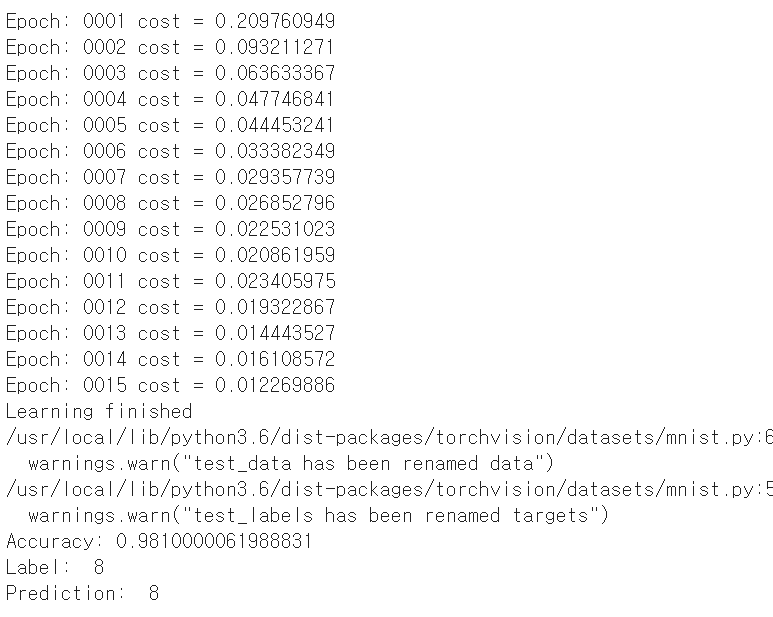 Epoch: 0001 cost = 0.209760949
Epoch: 0002 cost = 0.093211271
Epoch: 0003 cost = 0.063633367
Epoch: 0004 cost = 0.047746841
Epoch: 0005 cost = 0.044453241
Epoch: 0006 cost = 0.033382349
Epoch: 0007 cost = 0.029357739
Epoch: 0008 cost = 0.026852796
Epoch: 0009 cost = 0.022531023
Epoch: 0010 cost = 0.020861959
Epoch: 0011 cost = 0.023405975
Epoch: 0012 cost = 0.019322867
Epoch: 0013 cost = 0.014443527
Epoch: 0014 cost = 0.016108572
Epoch: 0015 cost = 0.012269886
Learning finished
/usr/local/lib/python3.6/dist-packages/torchvision/datasets/mnist.py:6
  warnings.warn("test_data has been renamed data")
/usr/local/lib/python3.6/dist-packages/torchvision/datasets/mnist.py:5
  warnings.warn("test_labels has been renamed targets")
Accuracy: 0.9810000061988831
Label:  8
Prediction:  8